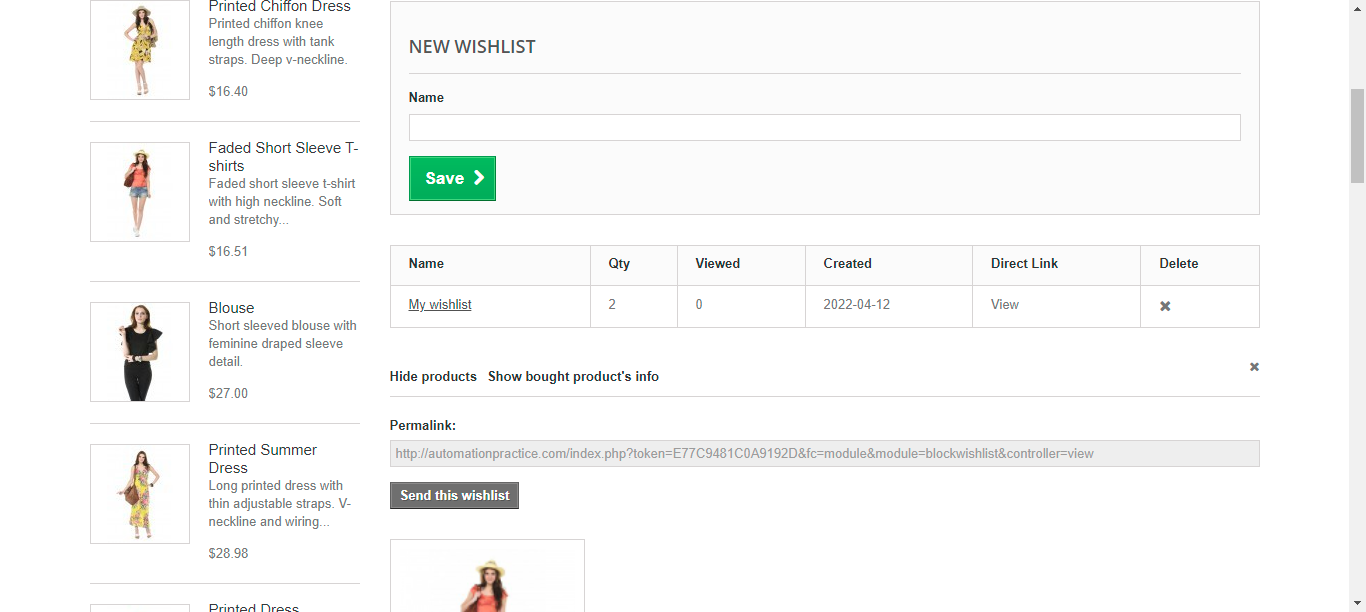 Printed Chiffon Dress
Printed chiffon knee
length dress with tank
straps. Deep v-neckline.
$16.40
Faded Short Sleeve T-
shirts
Faded short sleeve t-shirt
with high neckline. Soft
and stretchy...
$16.51
Blouse
Short sleeved blouse with
feminine draped sleeve
detail.
$27.00
Printed Summer
Dress
Long printed dress with
thin adjustable straps. V-
neckline and wiring...
$28.98
Printed Dress
NEW WISHLIST
Name
Save
Name Qty Viewed Created Direct Link Delete
My wishlist 2 0 2022-04-12 View
Hide products Show bought product's info
Permalink:
http://automationpractice.com/index.php?token=E77C9481C0A9192D&fc=module&module=blockwishlist&controller=view
Send this wishlist